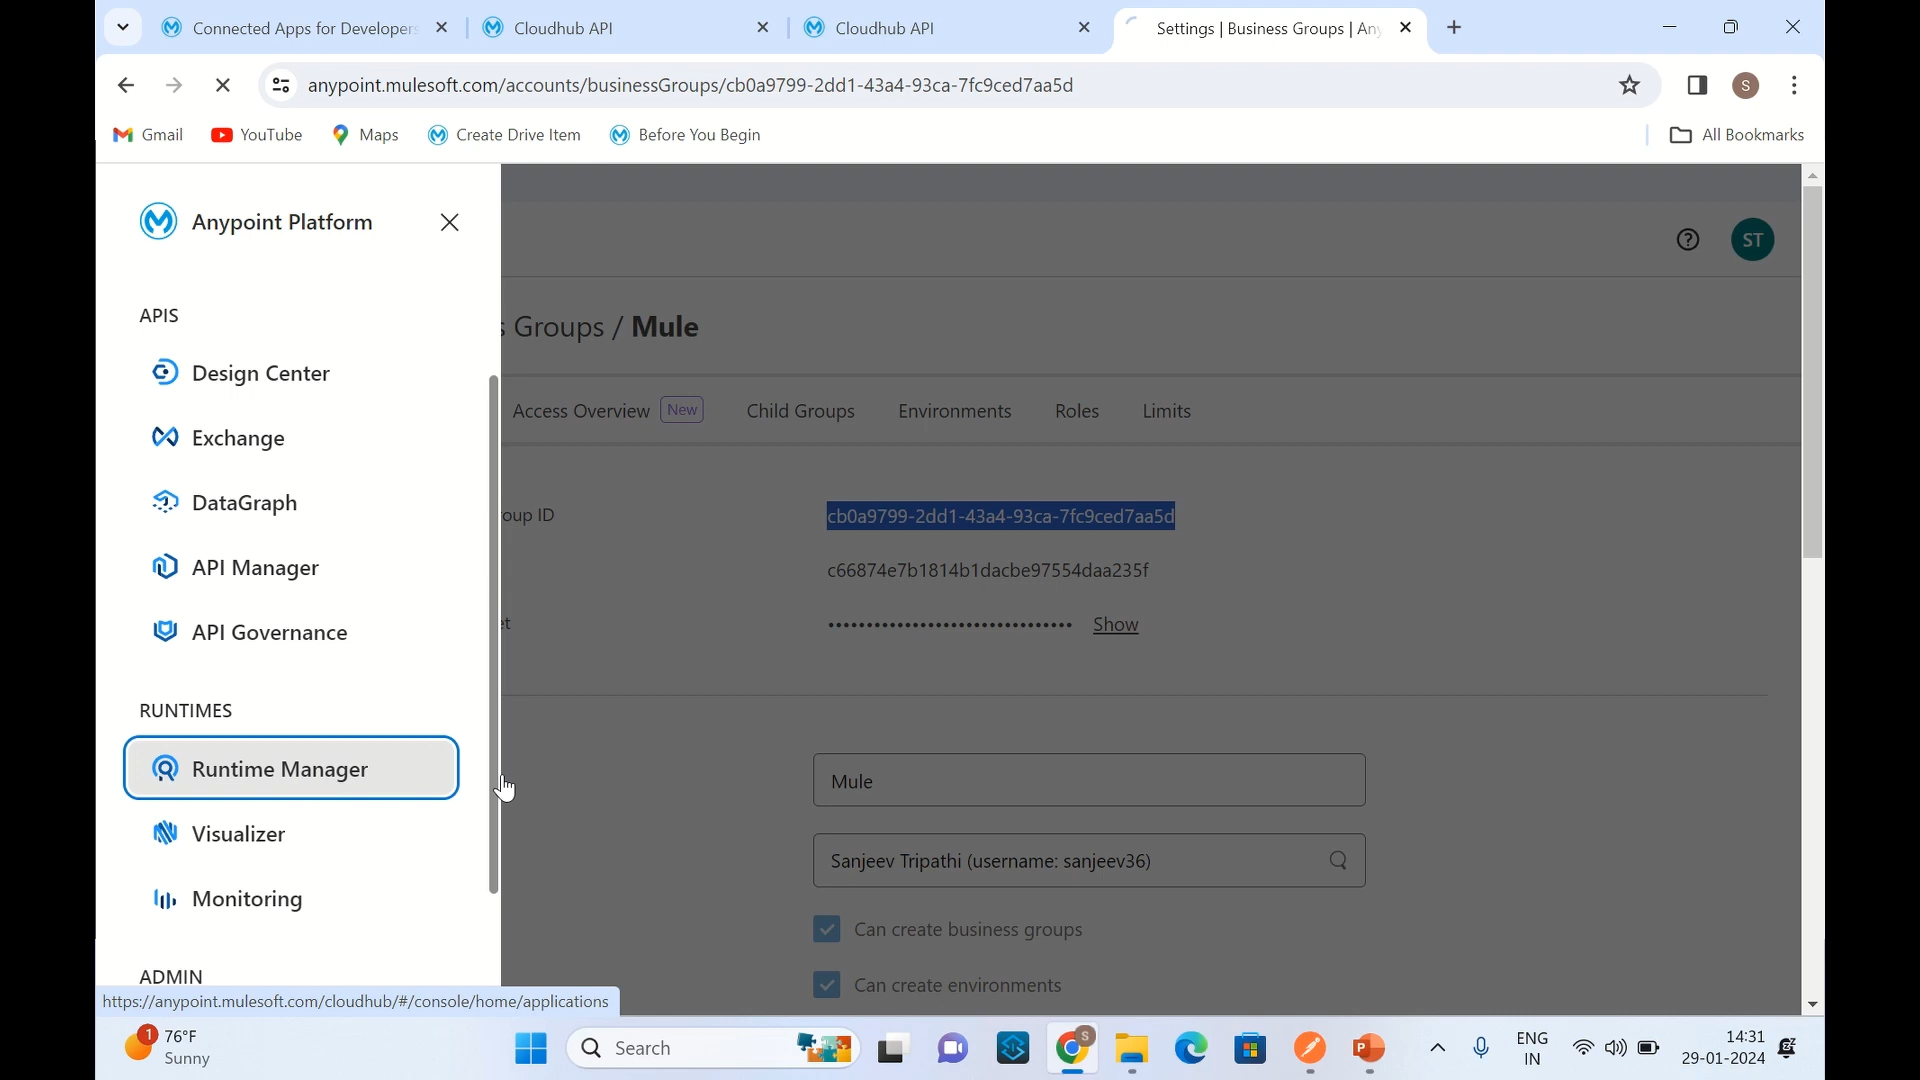 Connected Apps for Developers
Cloudhub API
Cloudhub API
Settings | Business Groups | Any
anypoint.mulesoft.com/accounts/businessGroups/cb0a9799-2dd1-43a4-93ca-7fc9ced7aa5d
S
Gmail
YouTube
Maps
Create Drive Item
Before You Begin
All Bookmarks
Anypoint Platform
ST
APIS
s Groups / Mule
Design Center
Access Overview New
Child Groups
Environments
Roles
Limits
Exchange
DataGraph
oup ID
cb0a9799-2dd1-43a4-93ca-7fc9ced7aa5d
API Manager
c66874e7b1814b1dacbe97554daa235f
API Governance
et
Show
RUNTIMES
Runtime Manager
Mule
Visualizer
Sanjeev Tripathi (username: sanjeev36)
Monitoring
Can create business groups
ADMIN
Can create environments
https://anypoint.mulesoft.com/cloudhub/#/console/home/applications
1
76°F
Sunny
Search
S
ENG
IN
14:31
29-01-2024